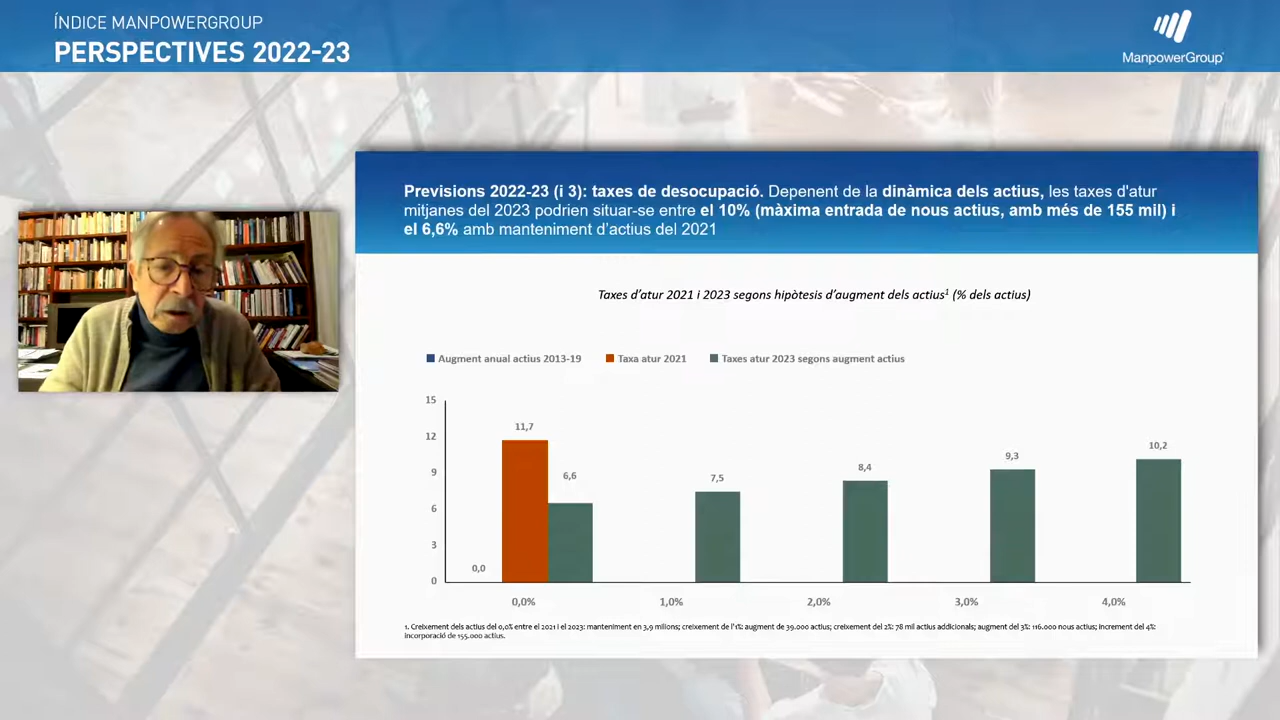 ÍNDICE MANPOWERGROUP
PERSPECTIVES 2022-23
ManpowerGroup
Previsions 2022-23 (i 3): taxes de desocupació. Depenent de la dinàmica dels actius, les taxes d'atur
mitjanes del 2023 podrien situar-se entre el 10% (màxima entrada de nous actius, amb més de 155 mil) i
el 6,6% amb manteniment d'actius del 2021
Taxes d'atur 2021 i 2023 segons hipòtesis d'augment dels actius¹ (% dels actius)
Augment anual actius 2013-19 Taxa atur 2021 Taxes atur 2023 segons augment actius
15
12
9
6
3
0
0,0
11,7
6,6
7,5
8,4
9,3
10,2
0,0% 1,0% 2,0% 3,0% 4,0%
1. Creixement dels actius del 0,0% entre el 2021 i el 2023: manteniment en 3,9 milions; creixement de l'1%: augment de 39.000 actius; creixement del 2%: 78 mil actius addicionals; augment del 3%: 116.000 nous actius; increment del 4%:
incorporació de 155.000 actius.